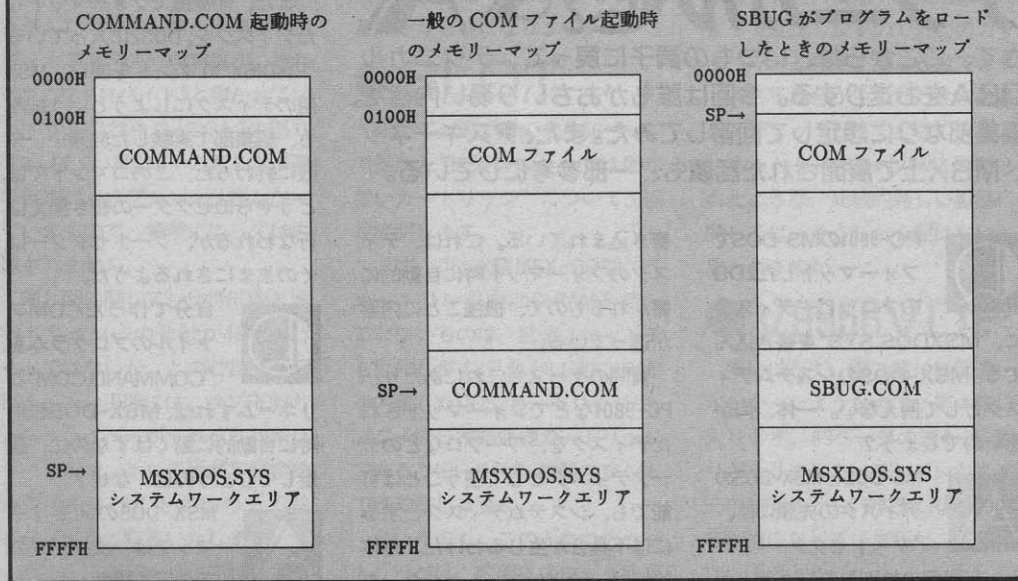 COMMAND.COM 起動時の
メモリーマップ
0000H
0100H
COMMAND.COM
SP→
MSXDOS.SYS
システムワークエリア
FFFFH
一般の COM ファイル起動時
のメモリーマップ
0000H
0100H
COM ファイル
SP→
COMMAND.COM
MSXDOS.SYS
システムワークエリア
FFFFH
SBUG がプログラムをロード
したときのメモリーマップ
0000H
SP→
COM ファイル
SBUG.COM
MSXDOS.SYS
システムワークエリア
FFFFH